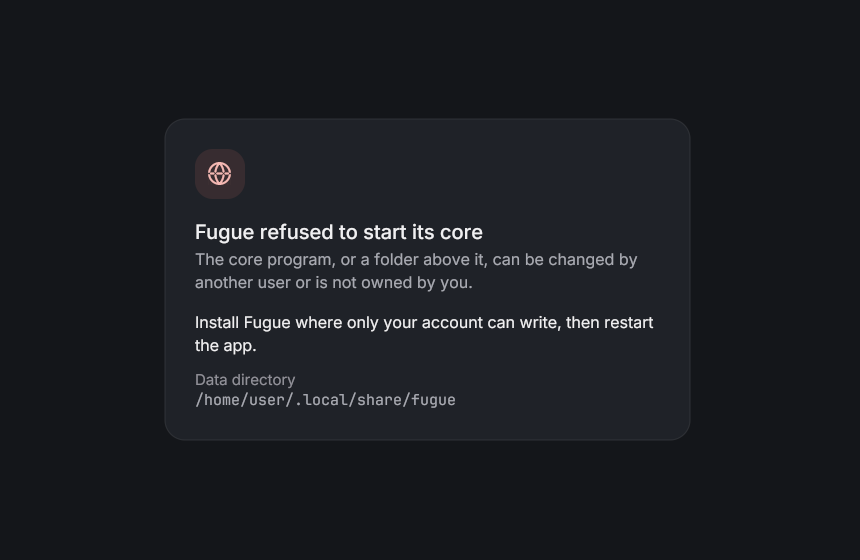 Fugue refused to start its core
The core program, or a folder above it, can be changed by
another user or is not owned by you.
Install Fugue where only your account can write, then restart
the app.
Data directory
/home/user/.local/share/fugue